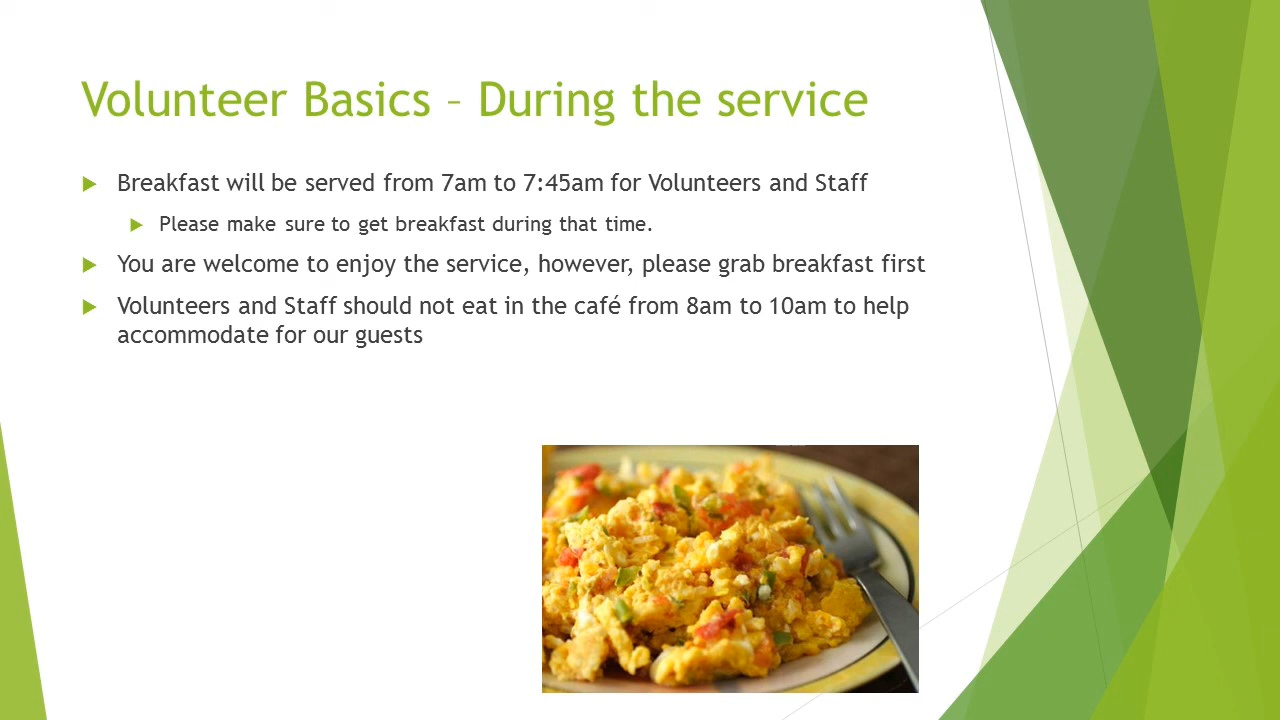 Volunteer Basics – During the service
Breakfast will be served from 7am to 7:45am for Volunteers and Staff
Please make sure to get breakfast during that time.
You are welcome to enjoy the service, however, please grab breakfast first
Volunteers and Staff should not eat in the café from 8am to 10am to help
accommodate for our guests